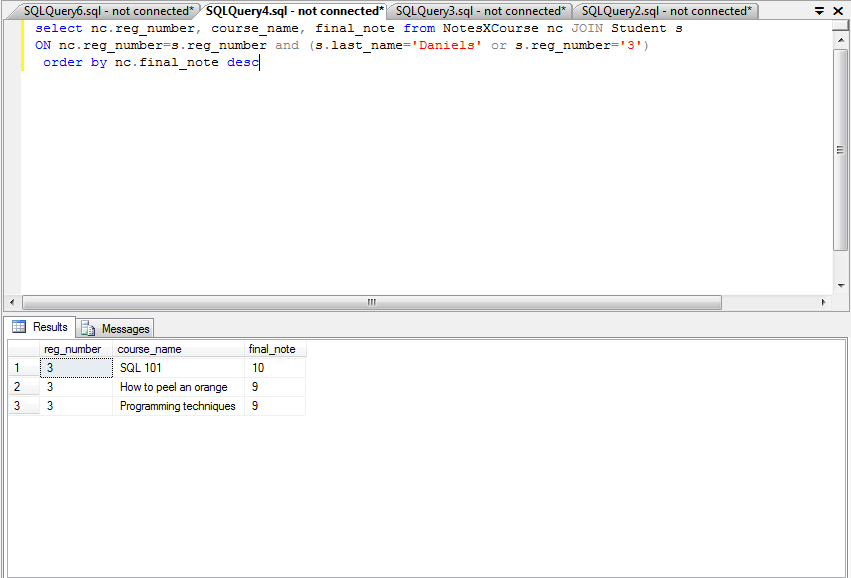 SQLQuery6.sql - not connected* SQLQuery4.sql - not connected* SQLQuery3.sql - not connected* SQLQuery2.sql - not connected*
select nc.reg_number, course_name, final_note from NotesXCourse nc JOIN Student s
ON nc.reg_number=s.reg_number and (s.last_name='Daniels' or s.reg_number='3')
order by nc.final_note desc
Results Messages
reg_number course_name final_note
1 3 SQL 101 10
2 3 How to peel an orange 9
3 3 Programming techniques 9